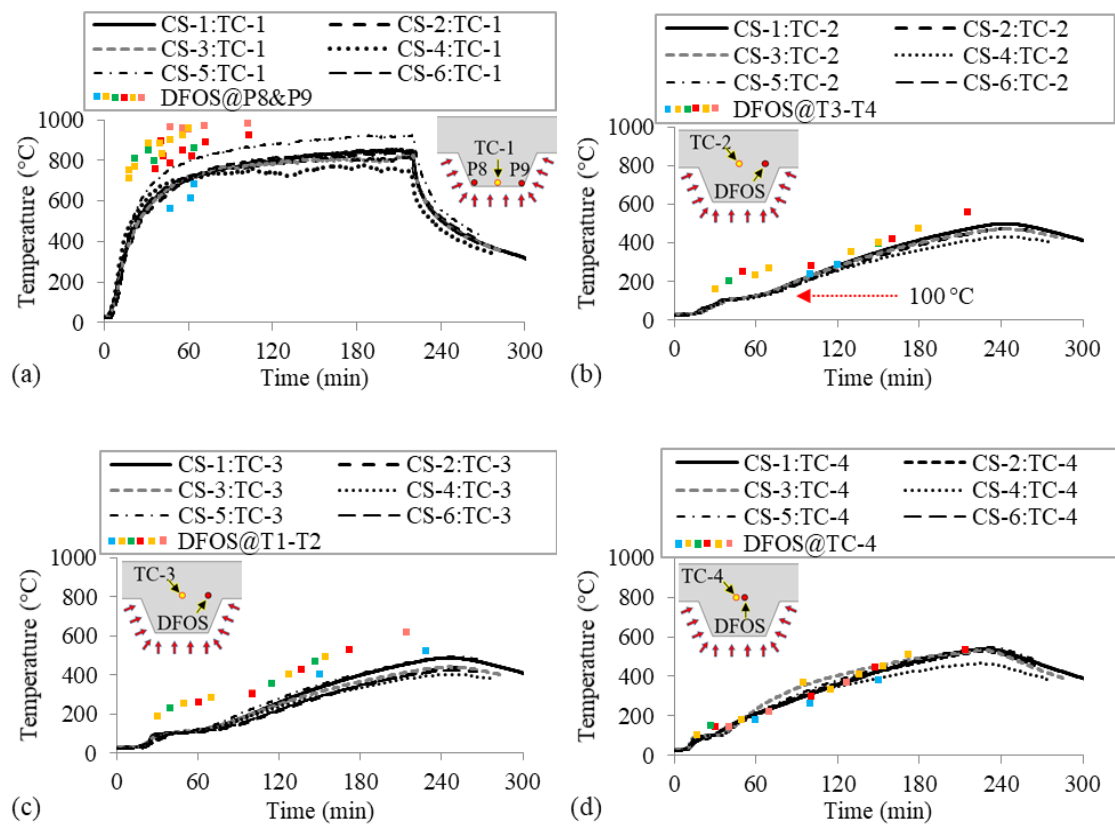 CS-1:TC-1 CS-2:TC-1
CS-3:TC-1 CS-4:TC-1
CS-5:TC-1 CS-6:TC-1
DFOS@P8&P9
Temperature (°C)
1000
800
600
400
200
0
TC-1
P8 P9
0 60 120 180 240 300
(a)
Time (min)
CS-1:TC-2 CS-2:TC-2
CS-3:TC-2 CS-4:TC-2
CS-5:TC-2 CS-6:TC-2
DFOS@T3-T4
Temperature (°C)
1000
800
600
400
200
0
TC-2
DFOS
100 °C
0 60 120 180 240 300
(b)
Time (min)
CS-1:TC-3 CS-2:TC-3
CS-3:TC-3 CS-4:TC-3
CS-5:TC-3 CS-6:TC-3
DFOS@T1-T2
Temperature (°C)
1000
800
600
400
200
0
TC-3
DFOS
0 60 120 180 240 300
(c)
Time (min)
CS-1:TC-4 CS-2:TC-4
CS-3:TC-4 CS-4:TC-4
CS-5:TC-4 CS-6:TC-4
DFOS@TC-4
Temperature (°C)
1000
800
600
400
200
0
TC-4
DFOS
0 60 120 180 240 300
(d)
Time (min)